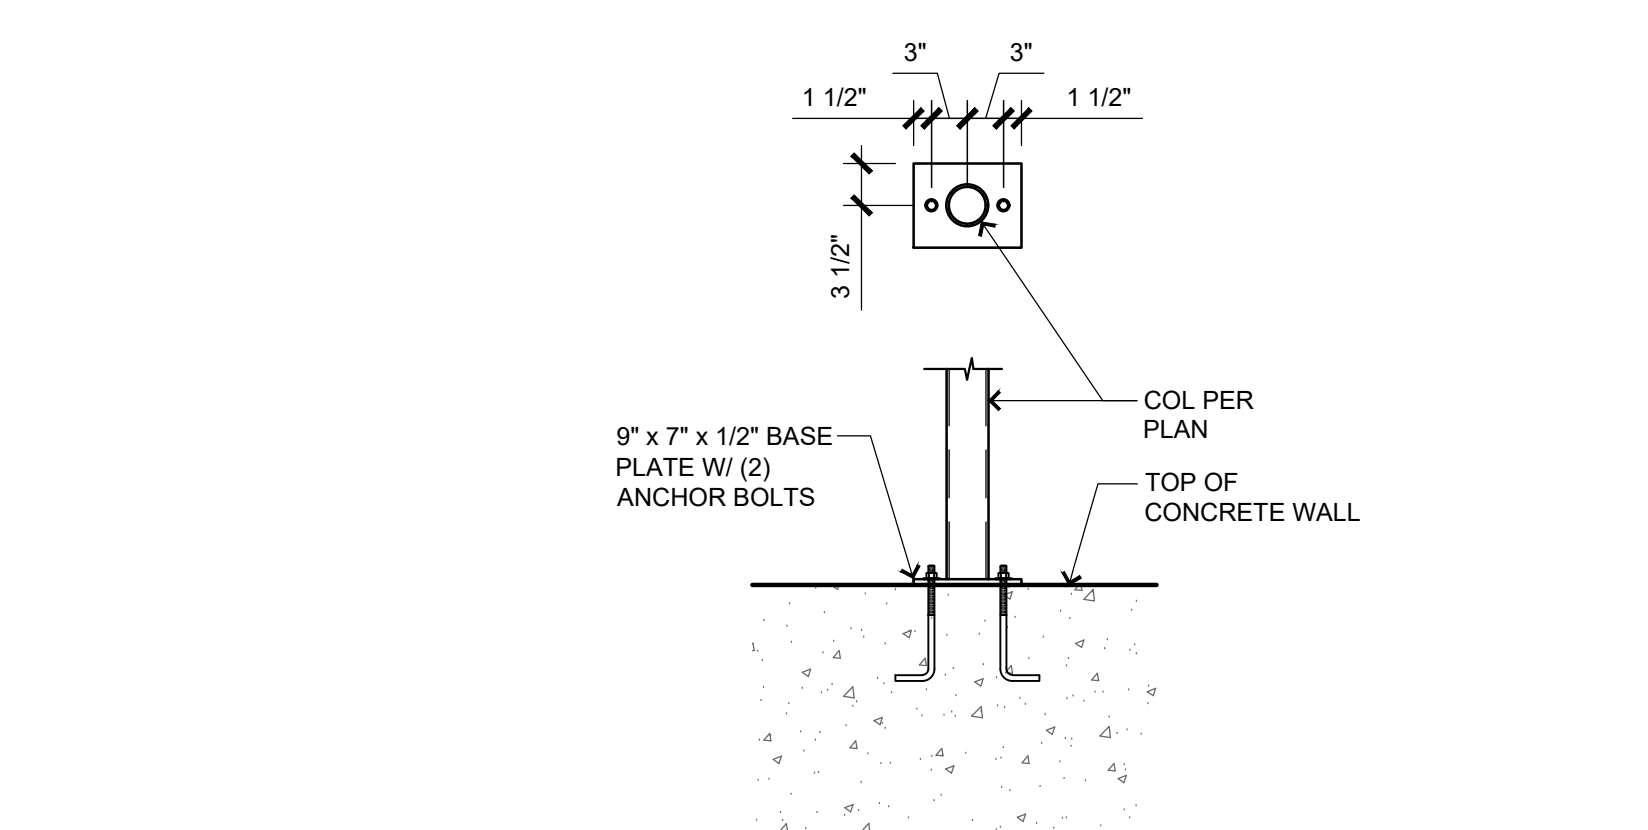 3" 3"
1 1/2" 1 1/2"
3 1/2"
COL PER
PLAN
9" x 7" x 1/2" BASE
PLATE W/ (2)
ANCHOR BOLTS
TOP OF
CONCRETE WALL